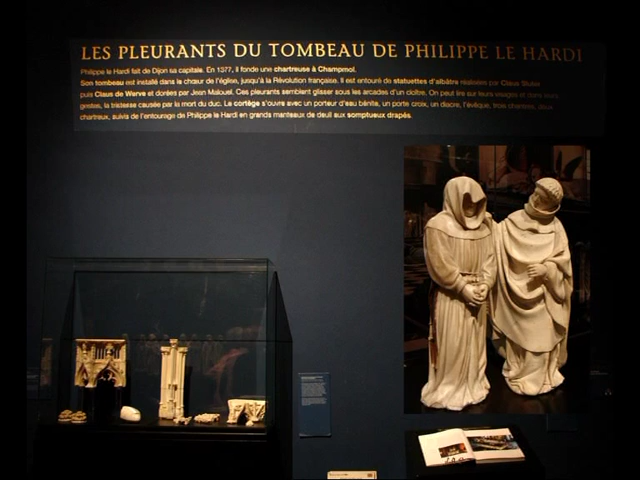 LES PLEURANTS DU TOMBEAU DE PHILIPPE LE HARDI
Philippe le Hardi fait de Dijon sa capitale. En 1377, il fonde une chartreuse à Champmol.
Son tombeau est installé dans le chœur de l'église, jusqu'à la Révolution française. Il est entouré de statuettes d'albâtre réalisées par Claus Sluter
puis Claus de Werve et dorées par Jean Malouel. Ces pleurants semblent glisser sous les arcades d'un cloître. On peut lire sur leurs visages et dans leurs
gestes, la tristesse causée par la mort du duc. Le cortège s'ouvre avec un porteur d'eau bénite, un porte croix, un diacre, l'évêque, trois chantres, deux
chartreux, suivis de l'entourage de Philippe le Hardi en grands manteaux de deuil aux somptueux drapés.